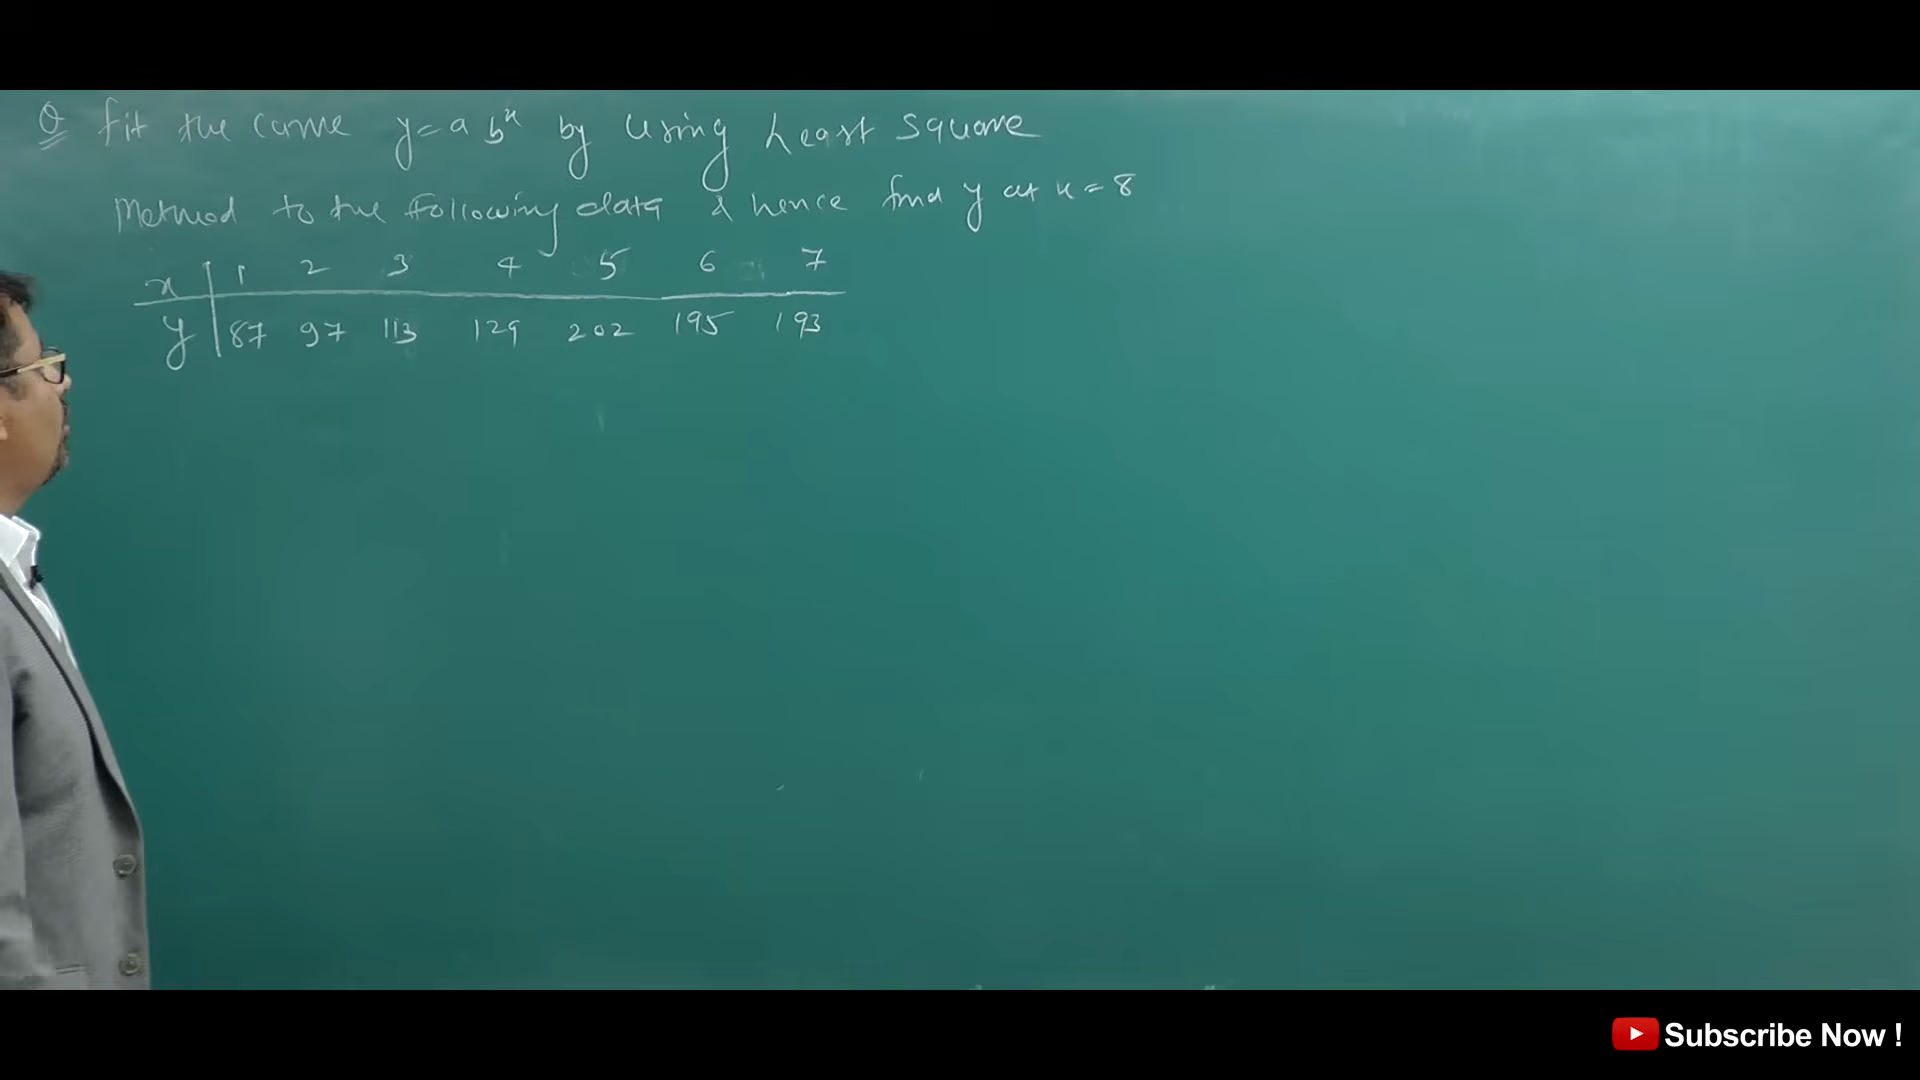 Q Fit the curve y = a b^x by using Least Square
Method to the following data & hence find y at x = 8
x | 1 2 3 4 5 6 7
y | 87 97 113 129 202 195 193
Subscribe Now !